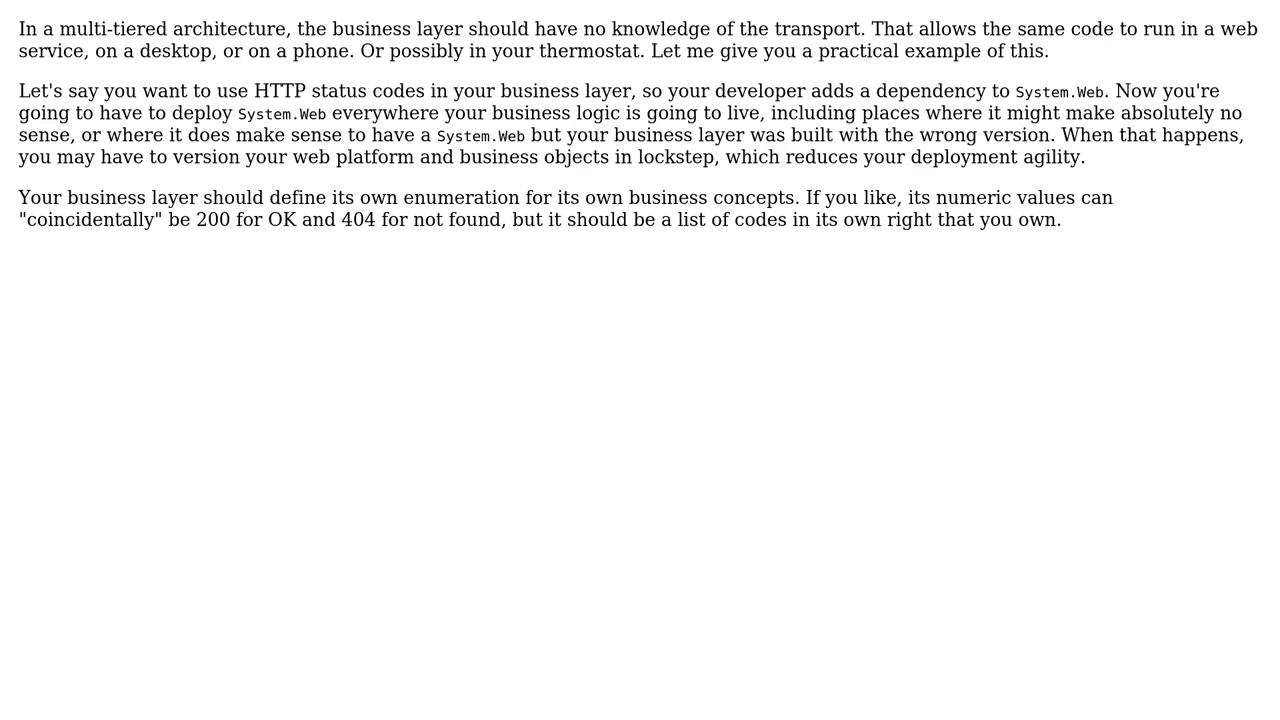 In a multi-tiered architecture, the business layer should have no knowledge of the transport. That allows the same code to run in a web
service, on a desktop, or on a phone. Or possibly in your thermostat. Let me give you a practical example of this.
Let's say you want to use HTTP status codes in your business layer, so your developer adds a dependency to System.Web. Now you're
going to have to deploy System.Web everywhere your business logic is going to live, including places where it might make absolutely no
sense, or where it does make sense to have a System.Web but your business layer was built with the wrong version. When that happens,
you may have to version your web platform and business objects in lockstep, which reduces your deployment agility.
Your business layer should define its own enumeration for its own business concepts. If you like, its numeric values can
"coincidentally" be 200 for OK and 404 for not found, but it should be a list of codes in its own right that you own.